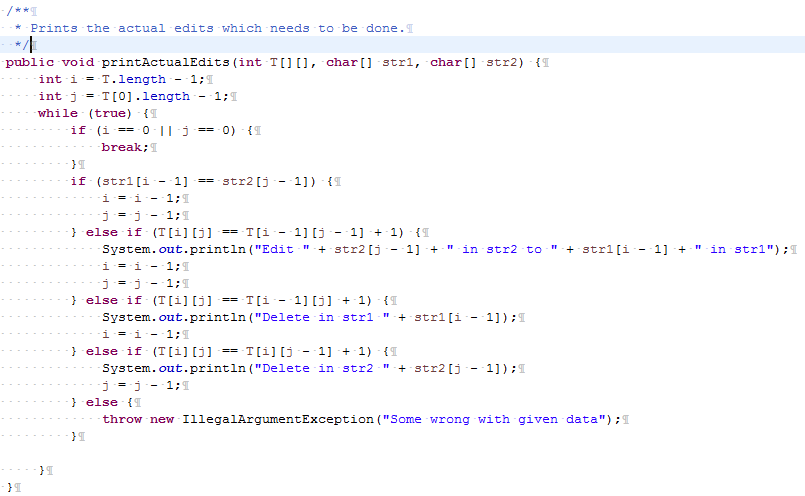 /**
 * Prints the actual edits which needs to be done.
 */
public void printActualEdits(int T[][], char[] str1, char[] str2) {
    int i = T.length - 1;
    int j = T[0].length - 1;
    while (true) {
        if (i == 0 || j == 0) {
            break;
        }
        if (str1[i - 1] == str2[j - 1]) {
            i = i - 1;
            j = j - 1;
        } else if (T[i][j] == T[i - 1][j - 1] + 1) {
            System.out.println("Edit " + str2[j - 1] + " in str2 to " + str1[i - 1] + " in str1");
            i = i - 1;
            j = j - 1;
        } else if (T[i][j] == T[i - 1][j] + 1) {
            System.out.println("Delete in str1 " + str1[i - 1]);
            i = i - 1;
        } else if (T[i][j] == T[i][j - 1] + 1) {
            System.out.println("Delete in str2 " + str2[j - 1]);
            j = j - 1;
        } else {
            throw new IllegalArgumentException("Some wrong with given data");
        }

    }
}